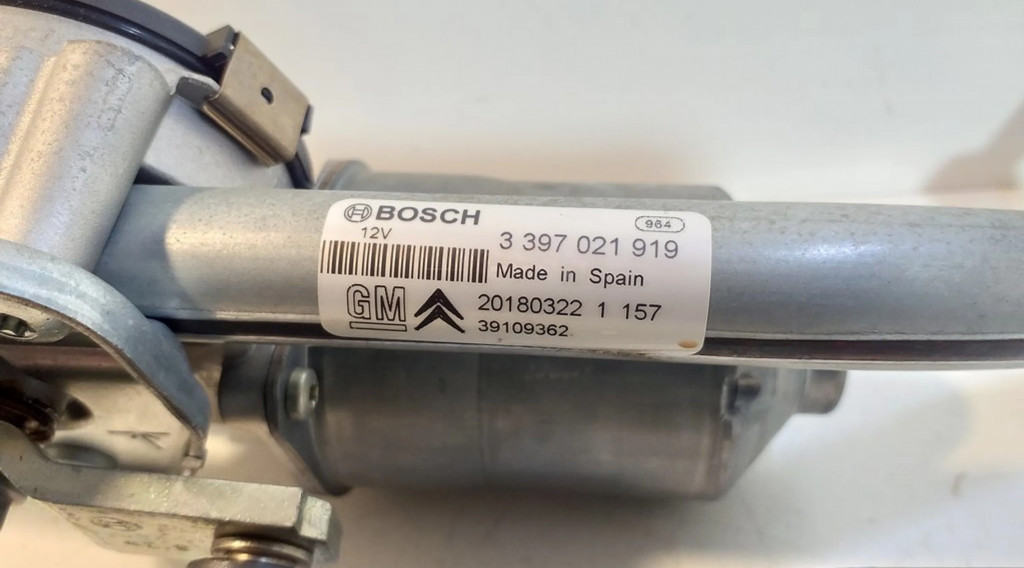 BOSCH
964
12V
3 397 021 919
Made in Spain
GM
20180322 1 157
39109362